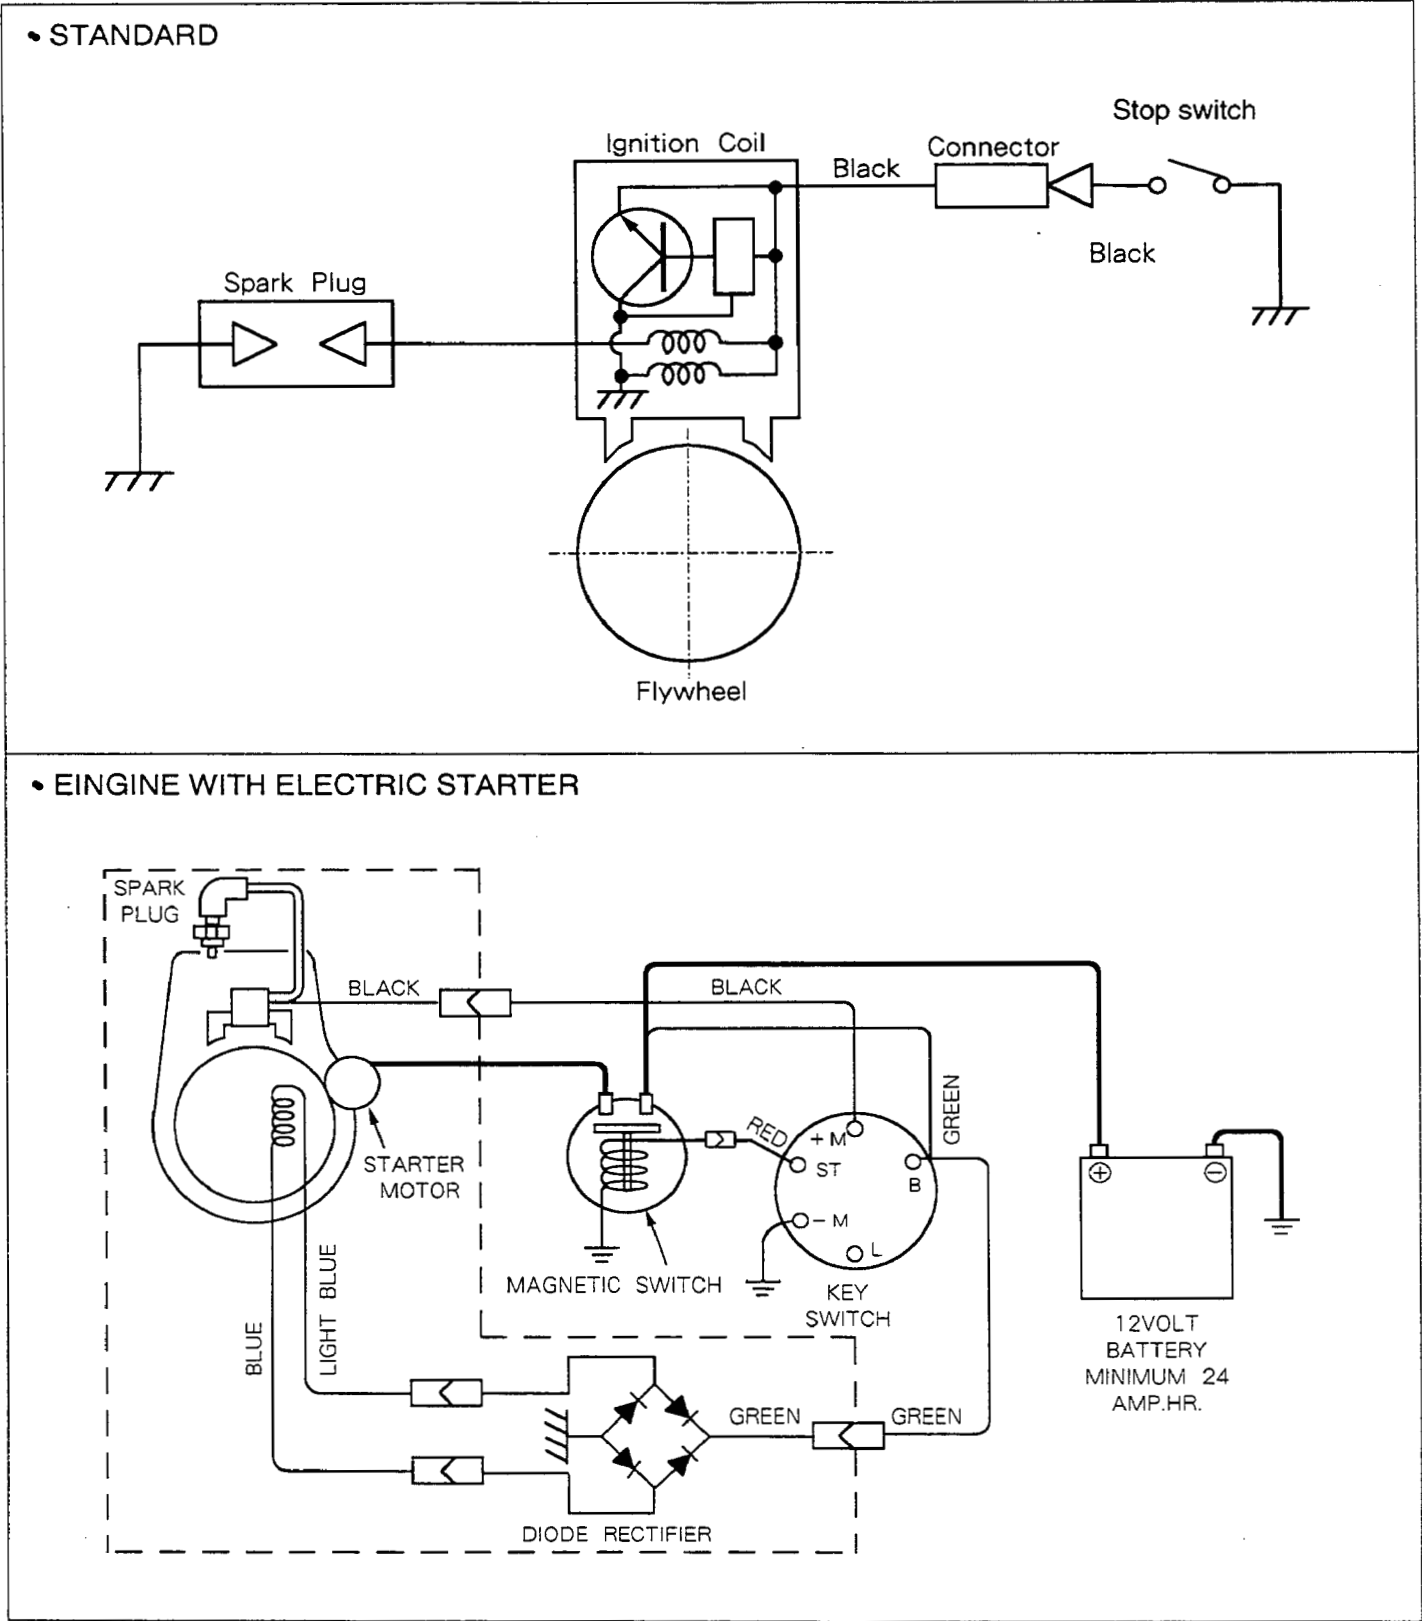 • STANDARD
Stop switch
Ignition Coil
Connector
Black
Black
Spark Plug
Flywheel
• EINGINE WITH ELECTRIC STARTER
SPARK
PLUG
BLACK
BLACK
GREEN
RED
+ M
ST
B
- M
L
STARTER
MOTOR
MAGNETIC SWITCH
KEY
SWITCH
+
−
12VOLT
BATTERY
MINIMUM 24
AMP.HR.
LIGHT BLUE
BLUE
GREEN
GREEN
DIODE RECTIFIER